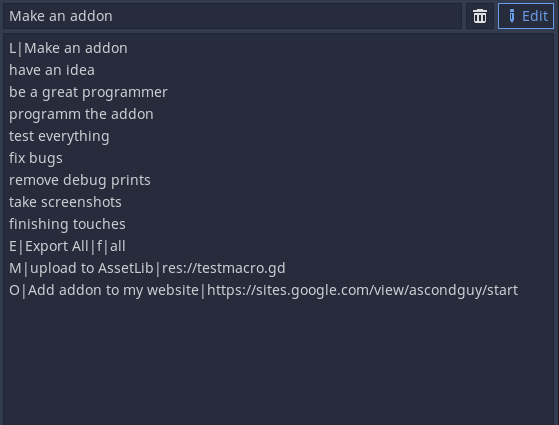 Make an addon
Edit
L|Make an addon
have an idea
be a great programmer
programm the addon
test everything
fix bugs
remove debug prints
take screenshots
finishing touches
E|Export All|f|all
M|upload to AssetLib|res://testmacro.gd
O|Add addon to my website|https://sites.google.com/view/ascondguy/start